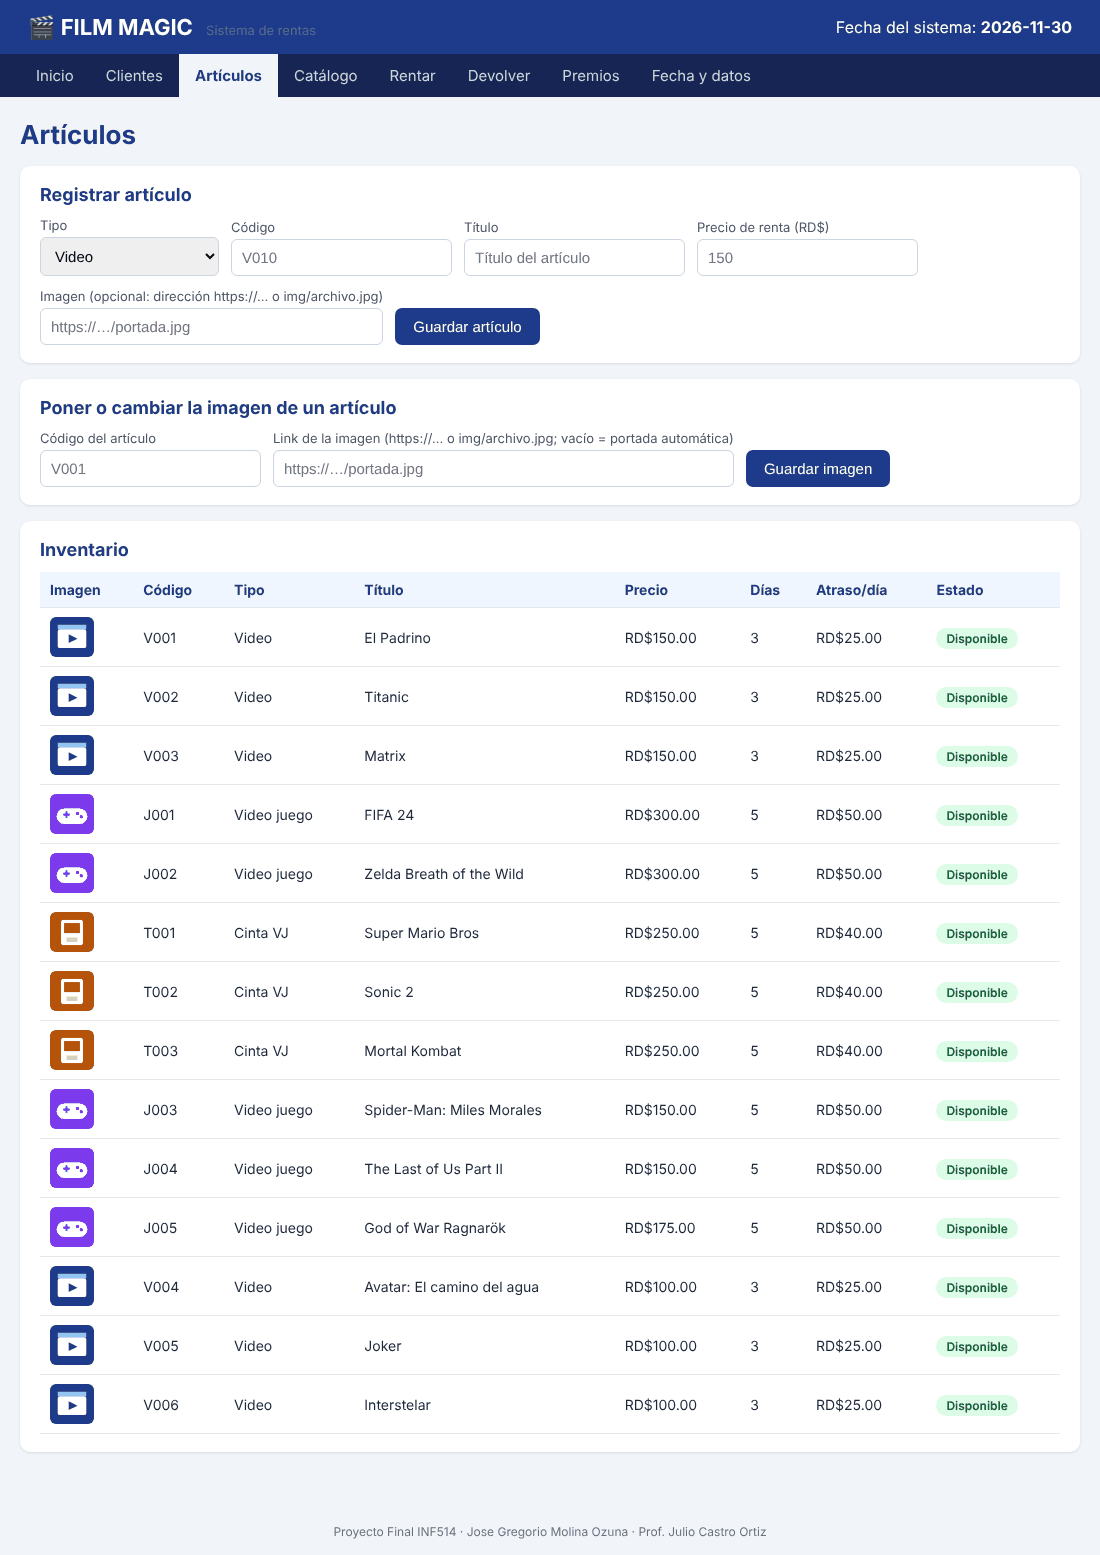 🎬 FILM MAGIC Sistema de rentas Fecha del sistema: 2026-11-30
Inicio Clientes Artículos Catálogo Rentar Devolver Premios Fecha y datos
Artículos
Registrar artículo
Tipo Código Título Precio de renta (RD$)
Video V010 Título del artículo 150
Imagen (opcional: dirección https://… o img/archivo.jpg)
https://…/portada.jpg Guardar artículo
Poner o cambiar la imagen de un artículo
Código del artículo Link de la imagen (https://… o img/archivo.jpg; vacío = portada automática)
V001 https://…/portada.jpg Guardar imagen
Inventario
Imagen Código Tipo Título Precio Días Atraso/día Estado
V001 Video El Padrino RD$150.00 3 RD$25.00 Disponible
V002 Video Titanic RD$150.00 3 RD$25.00 Disponible
V003 Video Matrix RD$150.00 3 RD$25.00 Disponible
J001 Video juego FIFA 24 RD$300.00 5 RD$50.00 Disponible
J002 Video juego Zelda Breath of the Wild RD$300.00 5 RD$50.00 Disponible
T001 Cinta VJ Super Mario Bros RD$250.00 5 RD$40.00 Disponible
T002 Cinta VJ Sonic 2 RD$250.00 5 RD$40.00 Disponible
T003 Cinta VJ Mortal Kombat RD$250.00 5 RD$40.00 Disponible
J003 Video juego Spider-Man: Miles Morales RD$150.00 5 RD$50.00 Disponible
J004 Video juego The Last of Us Part II RD$150.00 5 RD$50.00 Disponible
J005 Video juego God of War Ragnarök RD$175.00 5 RD$50.00 Disponible
V004 Video Avatar: El camino del agua RD$100.00 3 RD$25.00 Disponible
V005 Video Joker RD$100.00 3 RD$25.00 Disponible
V006 Video Interstelar RD$100.00 3 RD$25.00 Disponible
Proyecto Final INF514 · Jose Gregorio Molina Ozuna · Prof. Julio Castro Ortiz